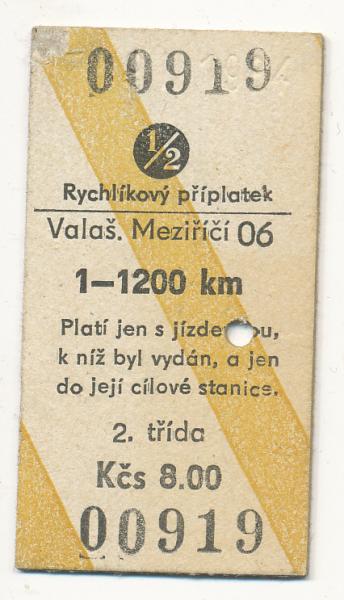 00919
1/2
Rychlíkový příplatek
Valaš. Meziříčí 06
1—1200 km
Platí jen s
k níž byl vydán, a jen
do její cílové stanice.
2. třída
Kčs 8.00
00919